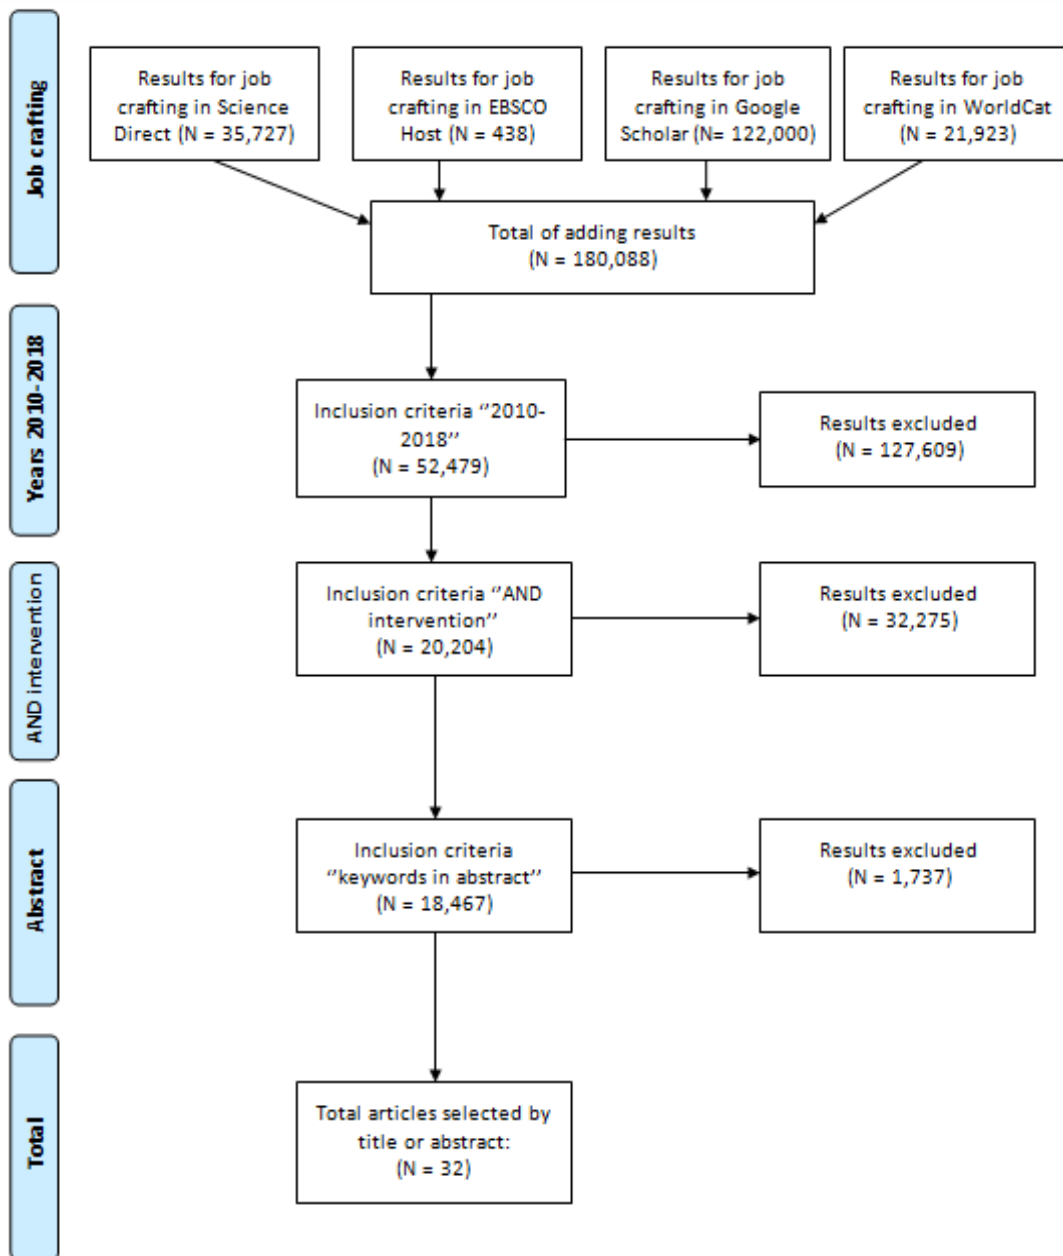 Job crafting
Results for job
crafting in Science
Direct (N = 35,727)
Results for job
crafting in EBSCO
Host (N = 438)
Results for job
crafting in Google
Scholar (N= 122,000)
Results for job
crafting in WorldCat
(N = 21,923)
Total of adding results
(N = 180,088)
Years 2010-2018
Inclusion criteria ‘’2010-
2018’’
(N = 52,479)
Results excluded
(N = 127,609)
AND intervention
Inclusion criteria ‘’AND
intervention’’
(N = 20,204)
Results excluded
(N = 32,275)
Abstract
Inclusion criteria
‘’keywords in abstract’’
(N = 18,467)
Results excluded
(N = 1,737)
Total
Total articles selected by
title or abstract:
(N = 32)